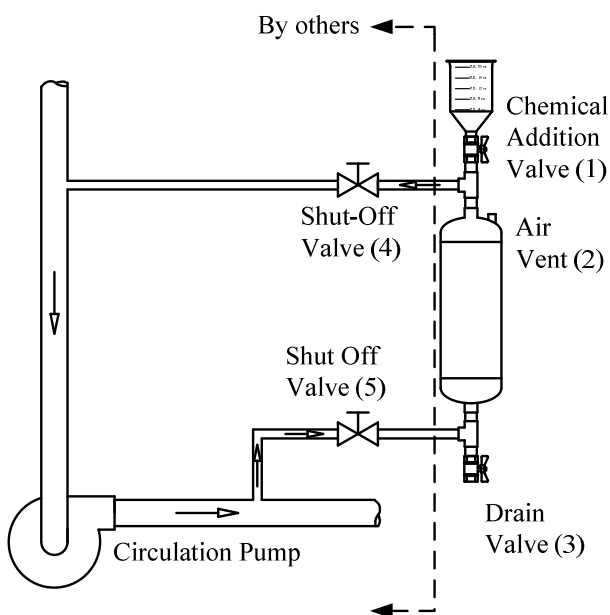 By others
Chemical
Addition
Valve (1)
Shut-Off
Valve (4)
Air
Vent (2)
Shut Off
Valve (5)
Drain
Valve (3)
Circulation Pump